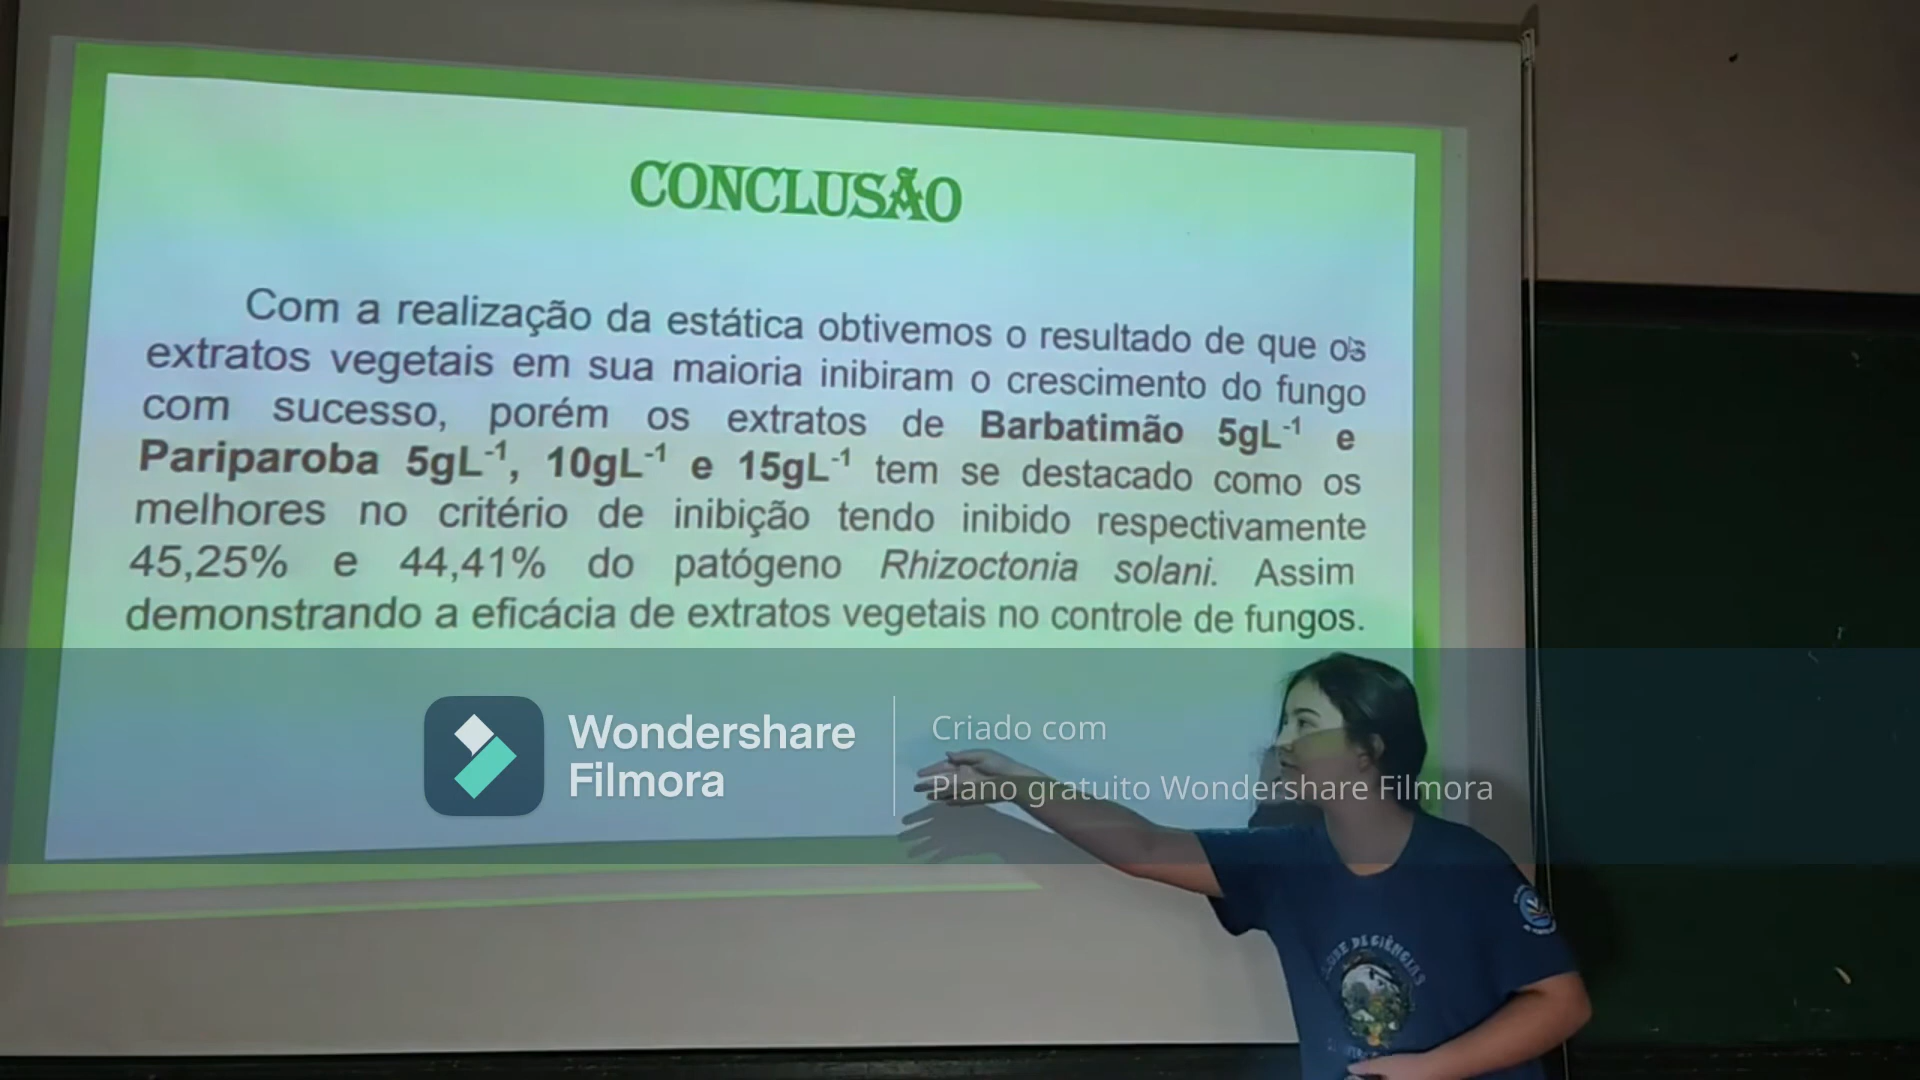 CONCLUSÃO
Com a realização da estática obtivemos o resultado de que os
extratos vegetais em sua maioria inibiram o crescimento do fungo
com sucesso, porém os extratos de Barbatimão 5gL⁻¹ e
Pariparoba 5gL⁻¹, 10gL⁻¹ e 15gL⁻¹ tem se destacado como os
melhores no critério de inibição tendo inibido respectivamente
45,25% e 44,41% do patógeno Rhizoctonia solani. Assim
demonstrando a eficácia de extratos vegetais no controle de fungos.
Wondershare
Filmora
Criado com
Plano gratuito Wondershare Filmora
DE CIÊNCIAS